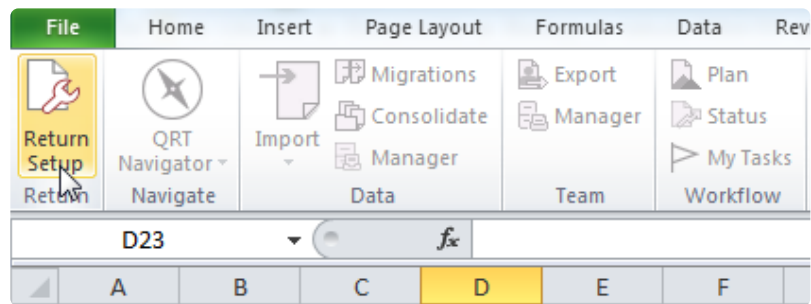 File Home Insert Page Layout Formulas Data Rev
Return Setup
QRT Navigator
Import
Migrations
Consolidate
Manager
Export
Manager
Plan
Status
My Tasks
Return Navigate Data Team Workflow
D23 fx
A B C D E F